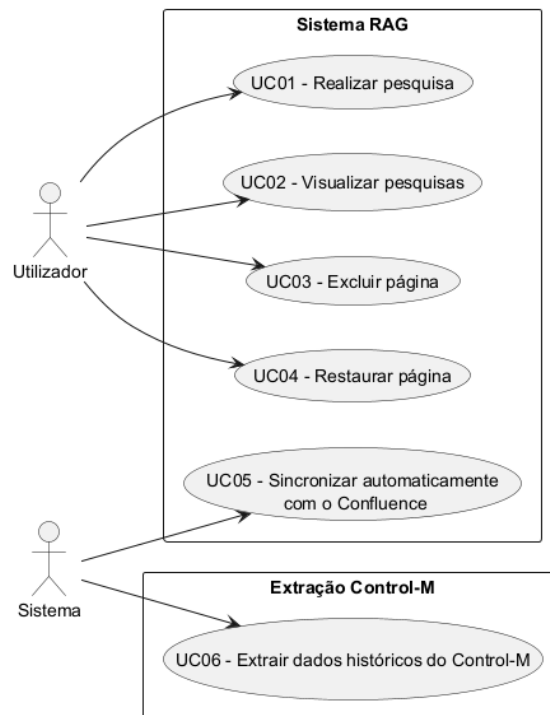 Sistema RAG
UC01 - Realizar pesquisa
UC02 - Visualizar pesquisas
Utilizador
UC03 - Excluir página
UC04 - Restaurar página
UC05 - Sincronizar automaticamente
com o Confluence
Sistema
Extração Control-M
UC06 - Extrair dados históricos do Control-M